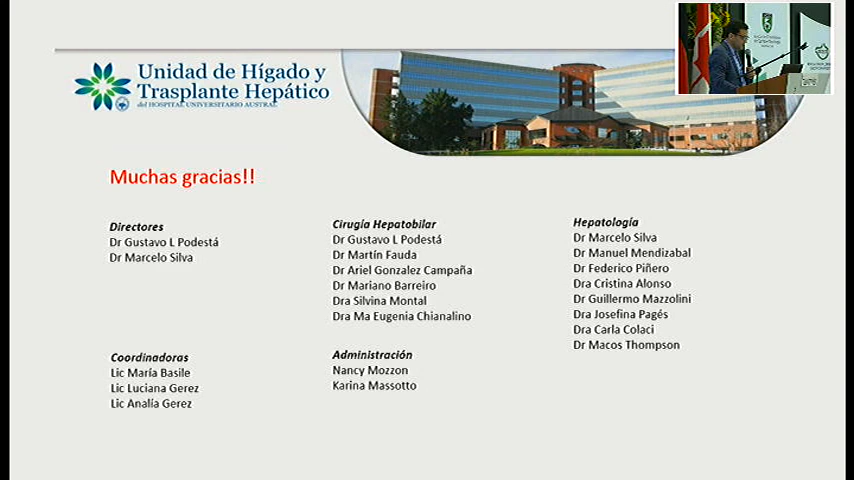 Unidad de Hígado y
Trasplante Hepático
del HOSPITAL UNIVERSITARIO AUSTRAL
Muchas gracias!!
Directores
Dr Gustavo L Podestá
Dr Marcelo Silva
Cirugía Hepatobilar
Dr Gustavo L Podestá
Dr Martín Fauda
Dr Ariel Gonzalez Campaña
Dr Mariano Barreiro
Dra Silvina Montal
Dra Ma Eugenia Chianalino
Hepatología
Dr Marcelo Silva
Dr Manuel Mendizabal
Dr Federico Piñero
Dra Cristina Alonso
Dr Guillermo Mazzolini
Dra Josefina Pagés
Dra Carla Colaci
Dr Macos Thompson
Coordinadoras
Lic María Basile
Lic Luciana Gerez
Lic Analía Gerez
Administración
Nancy Mozzon
Karina Massotto